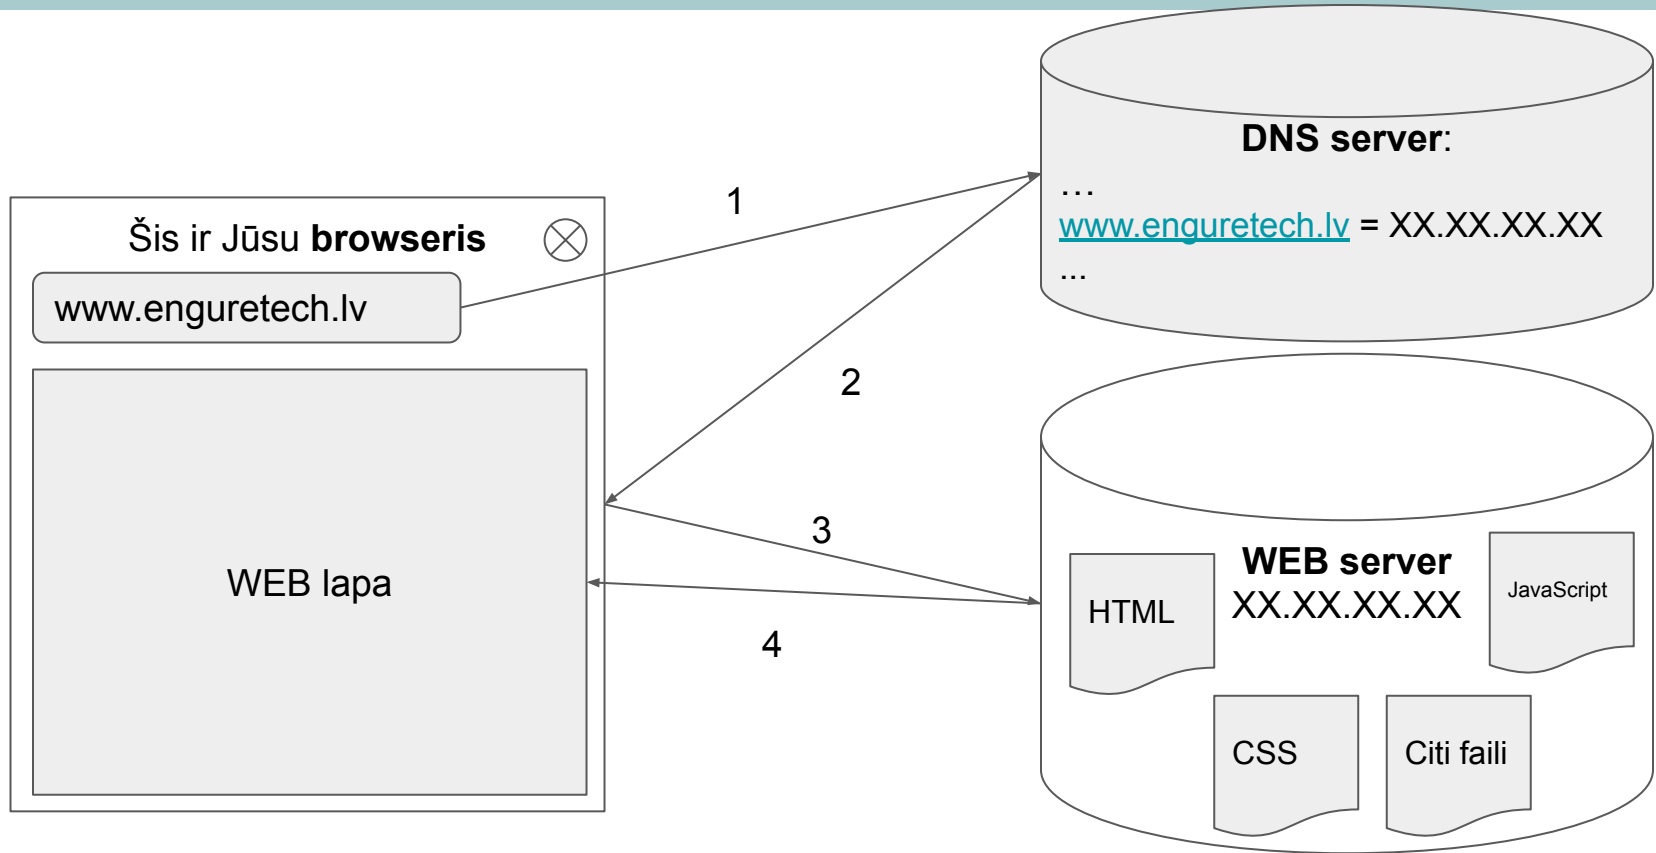 Šis ir Jūsu browseris
www.enguretech.lv
WEB lapa
1
2
3
4
DNS server:
…
www.enguretech.lv = XX.XX.XX.XX
...
WEB server
XX.XX.XX.XX
HTML
JavaScript
CSS
Citi faili